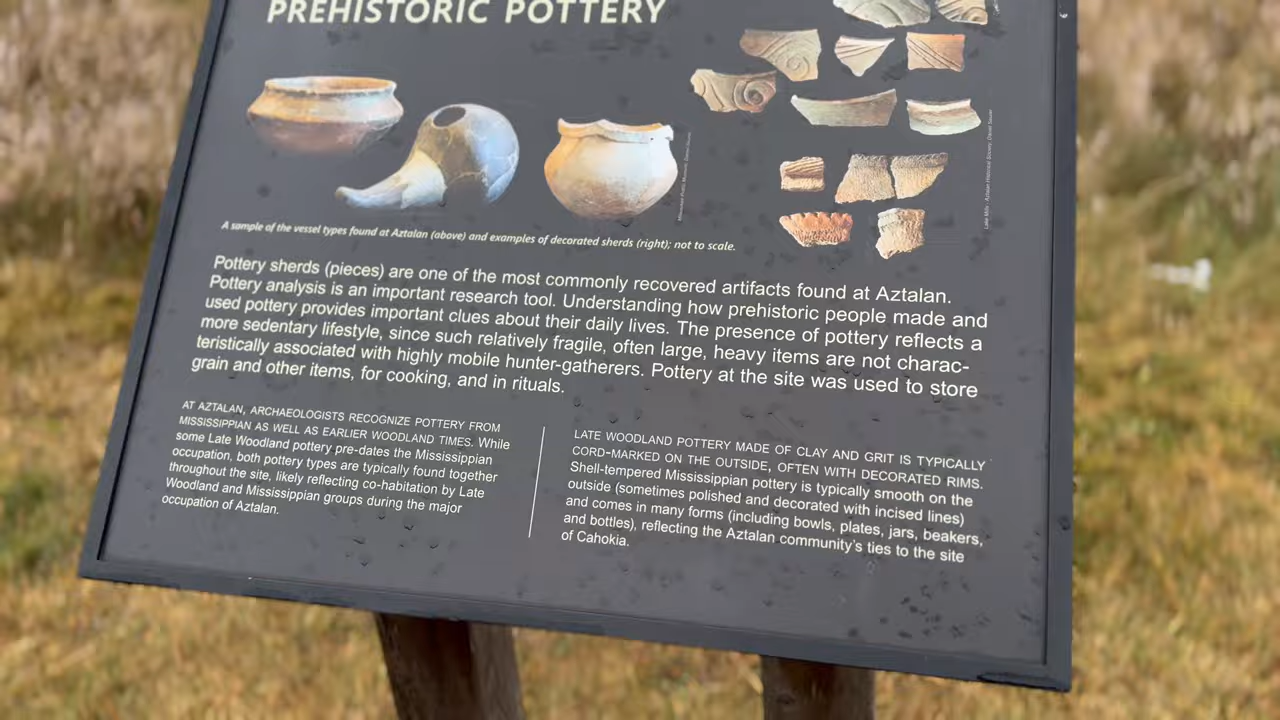 PREHISTORIC POTTERY
A sample of the vessel types found at Aztalan (above) and examples of decorated sherds (right); not to scale.
Pottery sherds (pieces) are one of the most commonly recovered artifacts found at Aztalan.
Pottery analysis is an important research tool. Understanding how prehistoric people made and
used pottery provides important clues about their daily lives. The presence of pottery reflects a
more sedentary lifestyle, since such relatively fragile, often large, heavy items are not charac-
teristically associated with highly mobile hunter-gatherers. Pottery at the site was used to store
grain and other items, for cooking, and in rituals.
AT AZTALAN, ARCHAEOLOGISTS RECOGNIZE POTTERY FROM
MISSISSIPPIAN AS WELL AS EARLIER WOODLAND TIMES. While
some Late Woodland pottery pre-dates the Mississippian
occupation, both pottery types are typically found together
throughout the site, likely reflecting co-habitation by Late
Woodland and Mississippian groups during the major
occupation of Aztalan.
LATE WOODLAND POTTERY MADE OF CLAY AND GRIT IS TYPICALLY
CORD-MARKED ON THE OUTSIDE, OFTEN WITH DECORATED RIMS.
Shell-tempered Mississippian pottery is typically smooth on the
outside (sometimes polished and decorated with incised lines)
and comes in many forms (including bowls, plates, jars, beakers,
and bottles), reflecting the Aztalan community's ties to the site
of Cahokia.